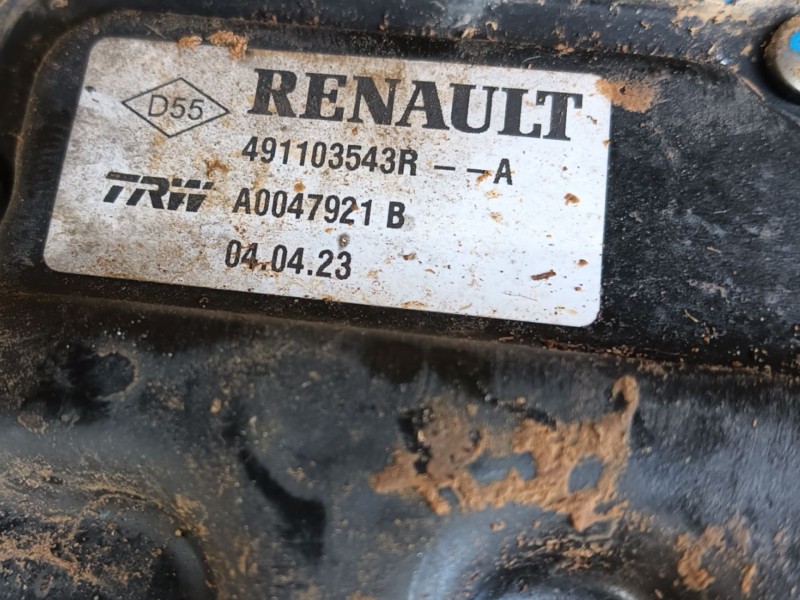 D55 RENAULT
491103543R -- A
TRW A0047921 B
04.04.23